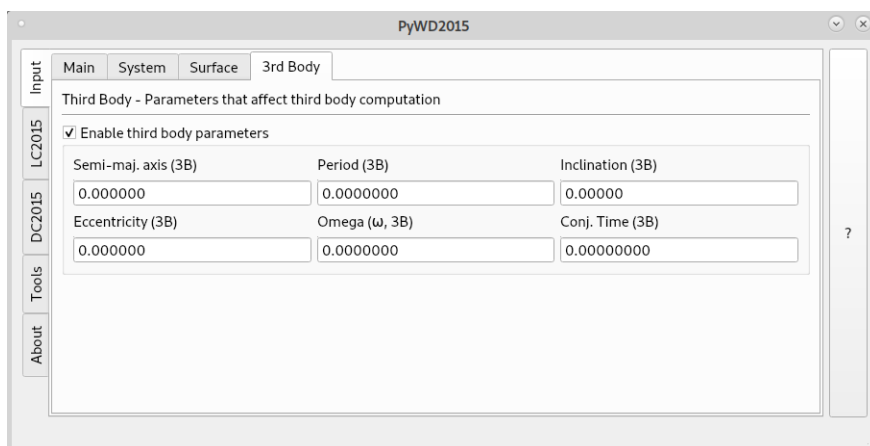 PyWD2015
Input
LC2015
DC2015
Tools
About
Main System Surface 3rd Body
Third Body - Parameters that affect third body computation
Enable third body parameters
Semi-maj. axis (3B) Period (3B) Inclination (3B)
0.000000 0.0000000 0.00000
Eccentricity (3B) Omega (ω, 3B) Conj. Time (3B)
0.000000 0.0000000 0.00000000
?